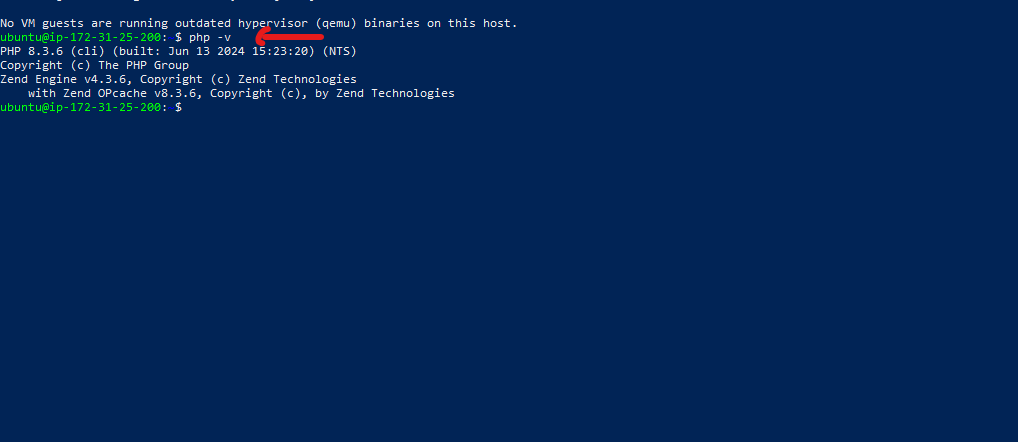 No VM guests are running outdated hypervisor (qemu) binaries on this host.
ubuntu@ip-172-31-25-200: $ php -v
PHP 8.3.6 (cli) (built: Jun 13 2024 15:23:20) (NTS)
Copyright (c) The PHP Group
Zend Engine v4.3.6, Copyright (c) Zend Technologies
    with Zend OPcache v8.3.6, Copyright (c), by Zend Technologies
ubuntu@ip-172-31-25-200: $